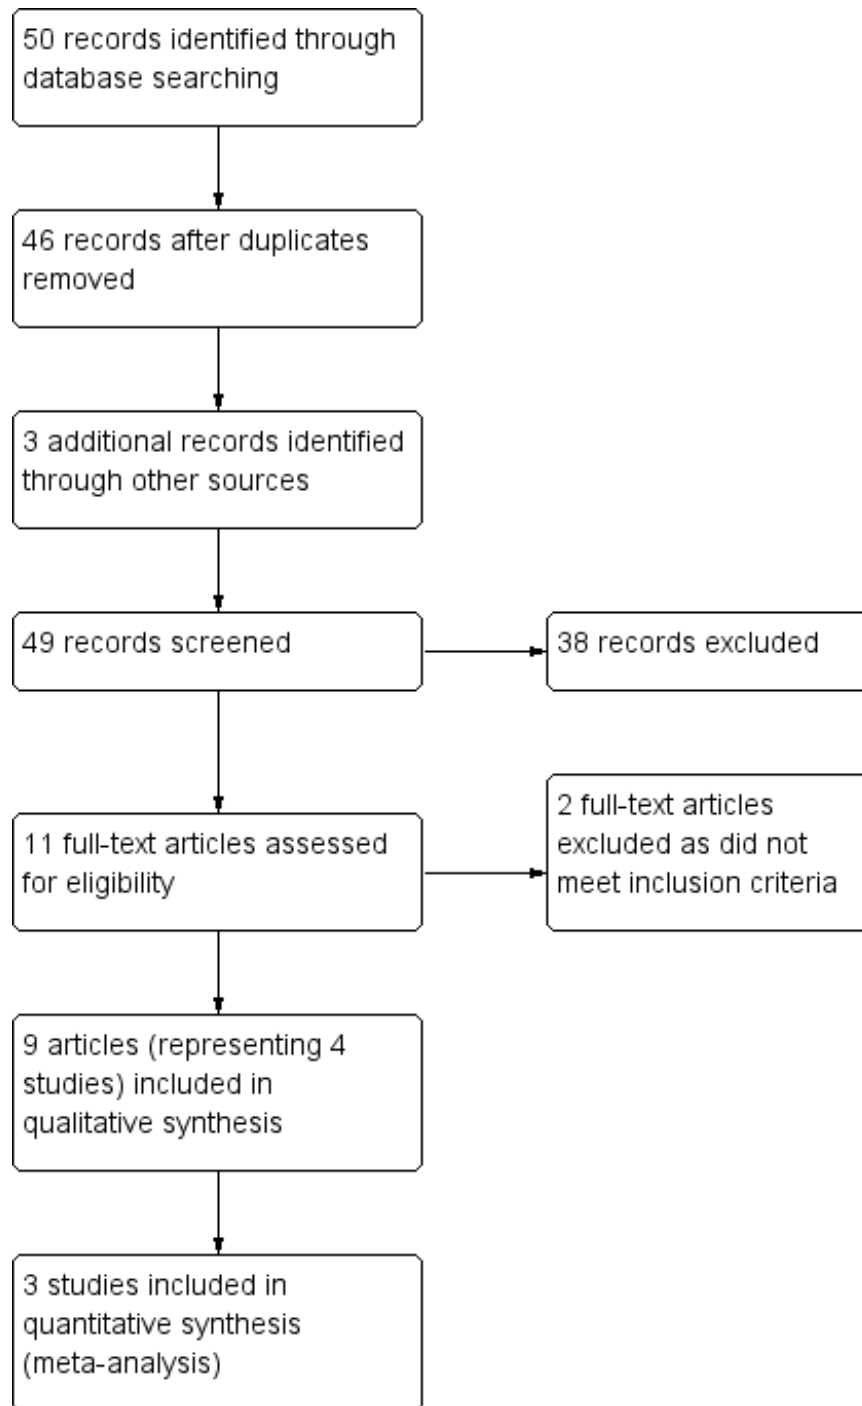 50 records identified through
database searching
46 records after duplicates
removed
3 additional records identified
through other sources
49 records screened
38 records excluded
11 full-text articles assessed
for eligibility
2 full-text articles
excluded as did not
meet inclusion criteria
9 articles (representing 4
studies) included in
qualitative synthesis
3 studies included in
quantitative synthesis
(meta-analysis)